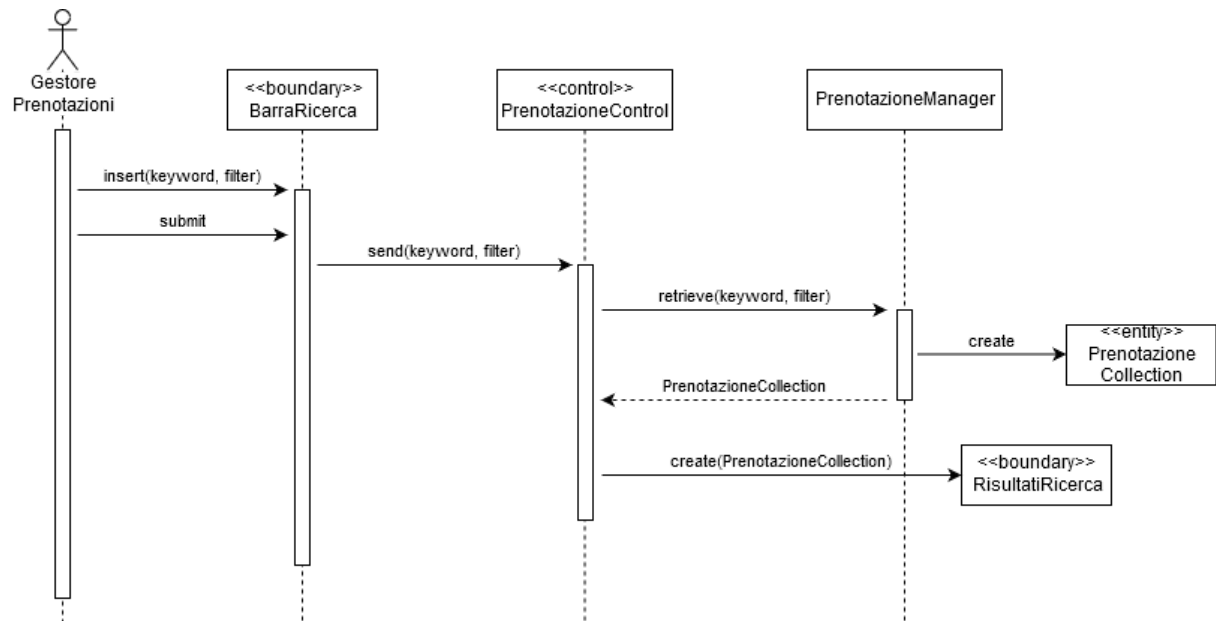 Gestore
Prenotazioni
<<boundary>>
BarraRicerca
<<control>>
PrenotazioneControl
PrenotazioneManager
insert(keyword, filter)
submit
send(keyword, filter)
retrieve(keyword, filter)
create
<<entity>>
Prenotazione
Collection
PrenotazioneCollection
create(PrenotazioneCollection)
<<boundary>>
RisultatiRicerca